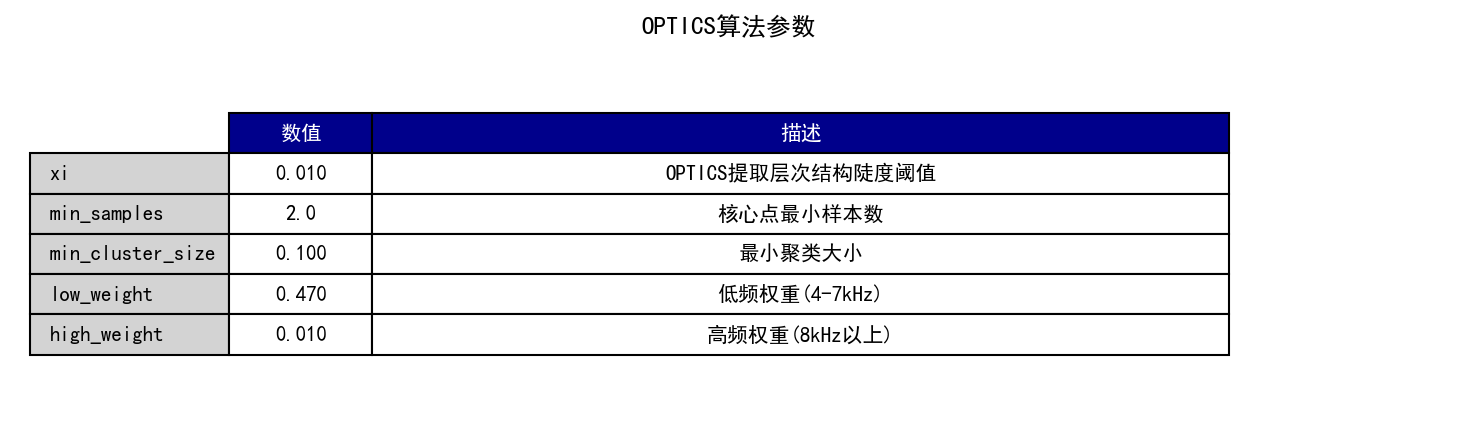 OPTICS算法参数
数值 描述
xi 0.010 OPTICS提取层次结构陡度阈值
min_samples 2.0 核心点最小样本数
min_cluster_size 0.100 最小聚类大小
low_weight 0.470 低频权重(4-7kHz)
high_weight 0.010 高频权重(8kHz以上)